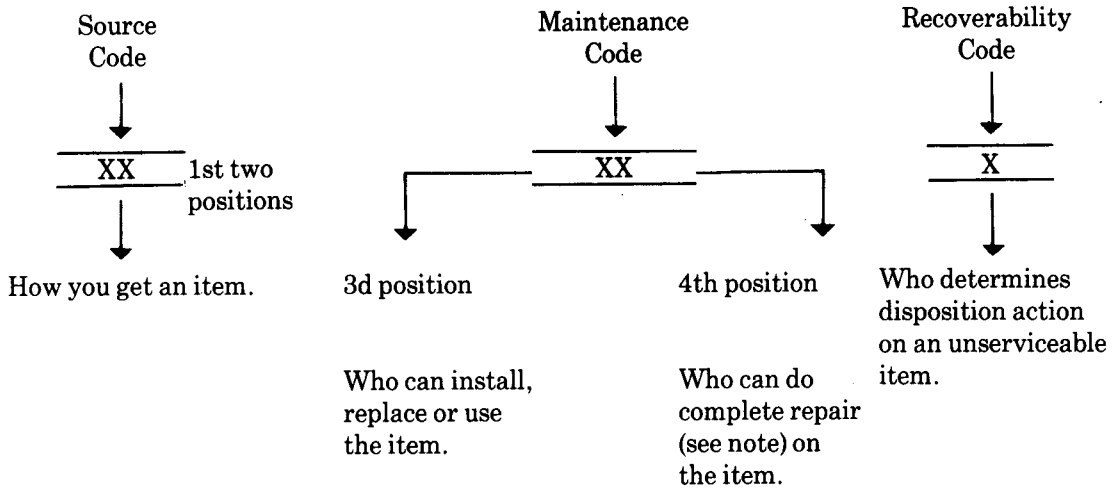 Source
Code
XX
1st two
positions
How you get an item.
Maintenance
Code
XX
3d position
Who can install,
replace or use
the item.
4th position
Who can do
complete repair
(see note) on
the item.
Recoverability
Code
X
Who determines
disposition action
on an unserviceable
item.